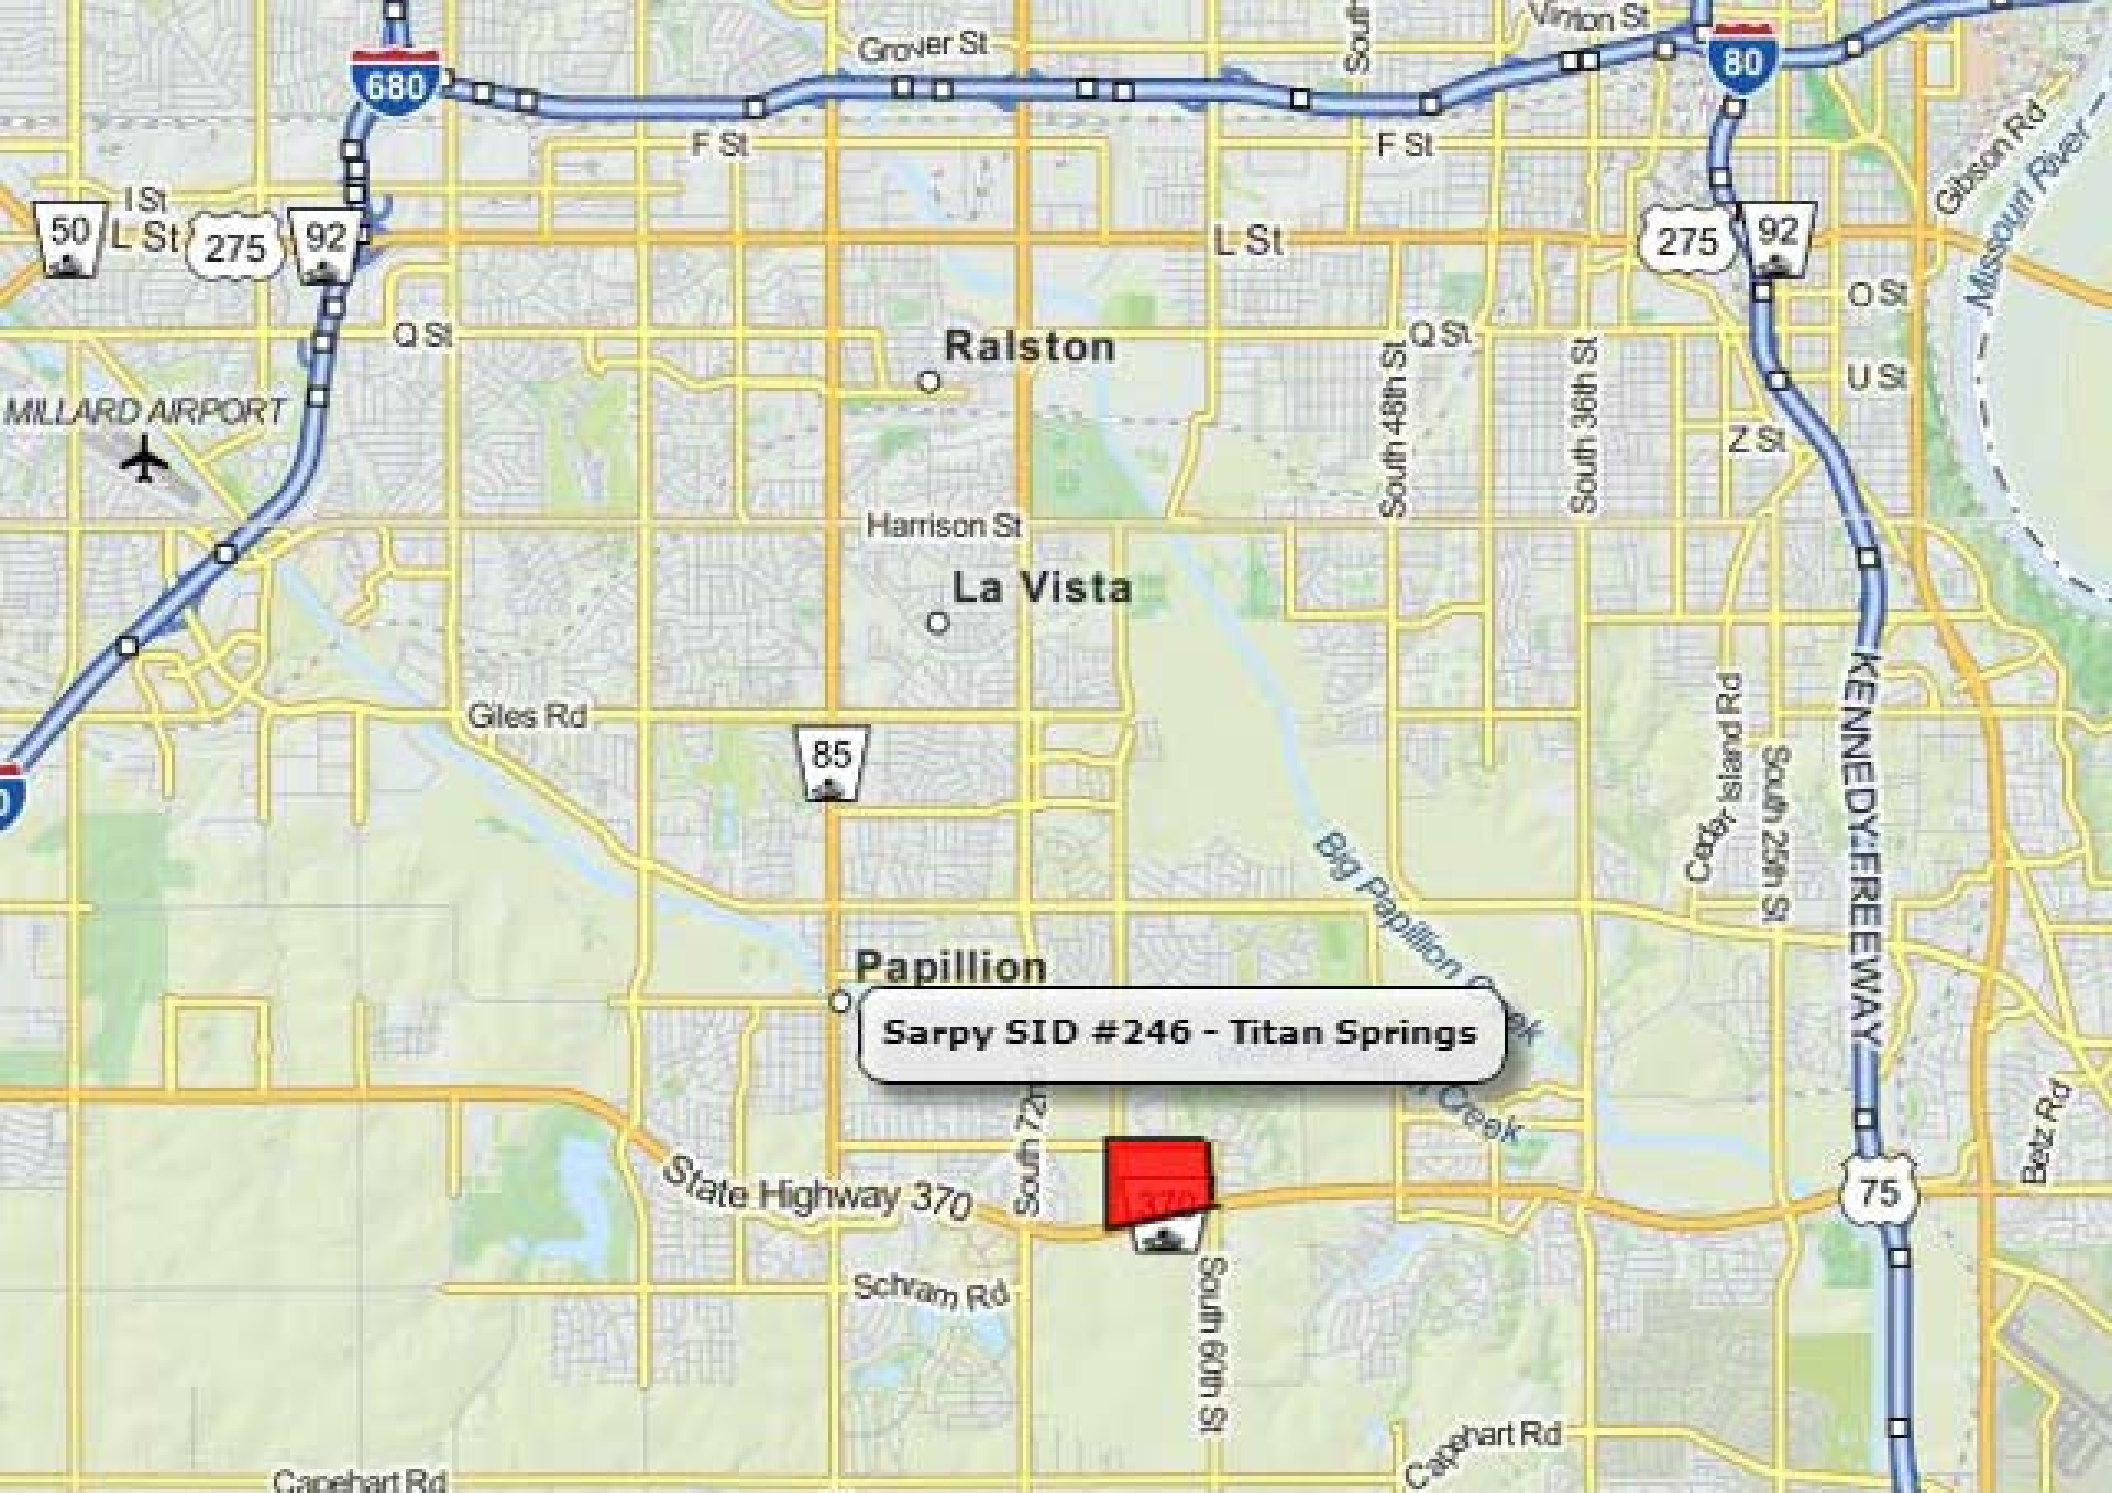 Grover St
South
Vinton St
80
680
F St
F St
Gibson Rd
Missouri River
I St
50
L St
275
92
L St
275
92
O St
Q St
Ralston
Q St
South 48th St
South 36th St
U St
MILLARD AIRPORT
Z St
Harrison St
La Vista
Giles Rd
85
Cedar Island Rd
South 25th St
KENNEDY FREEWAY
Big Papillion Creek
Papillion
Sarpy SID #246 - Titan Springs
Creek
South 72n
Betz Rd
State Highway 370
370
75
Schram Rd
South 60th St
Capehart Rd
Capehart Rd